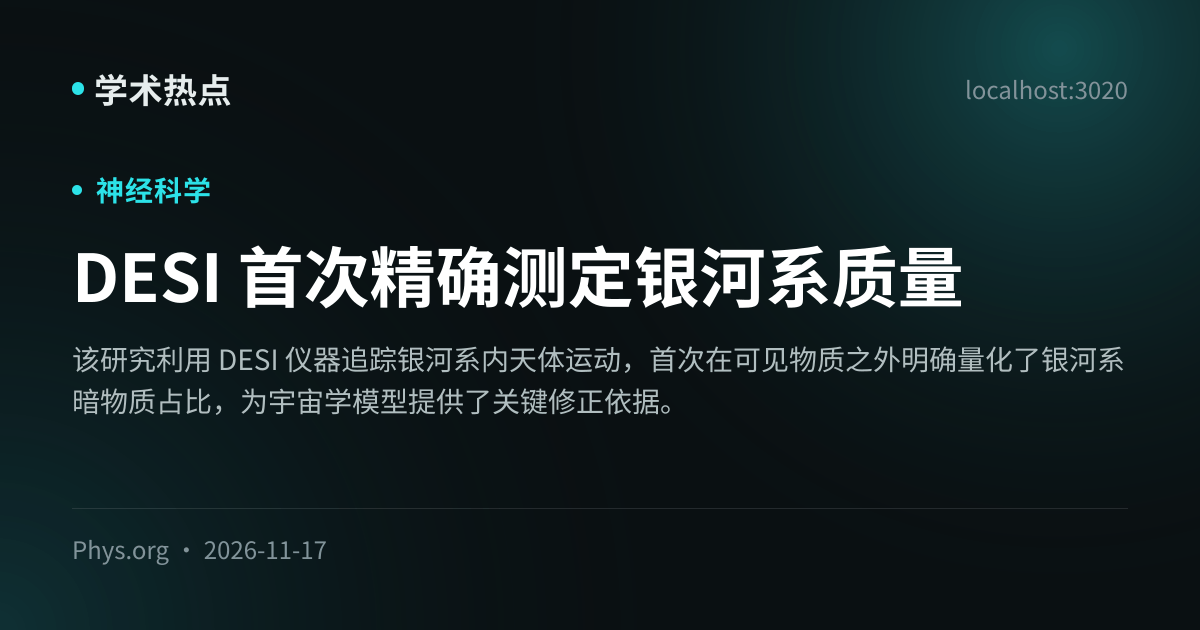 学术热点
localhost:3020
神经科学
DESI 首次精确测定银河系质量
该研究利用 DESI 仪器追踪银河系内天体运动，首次在可见物质之外明确量化了银河系
暗物质占比，为宇宙学模型提供了关键修正依据。
Phys.org · 2026-11-17